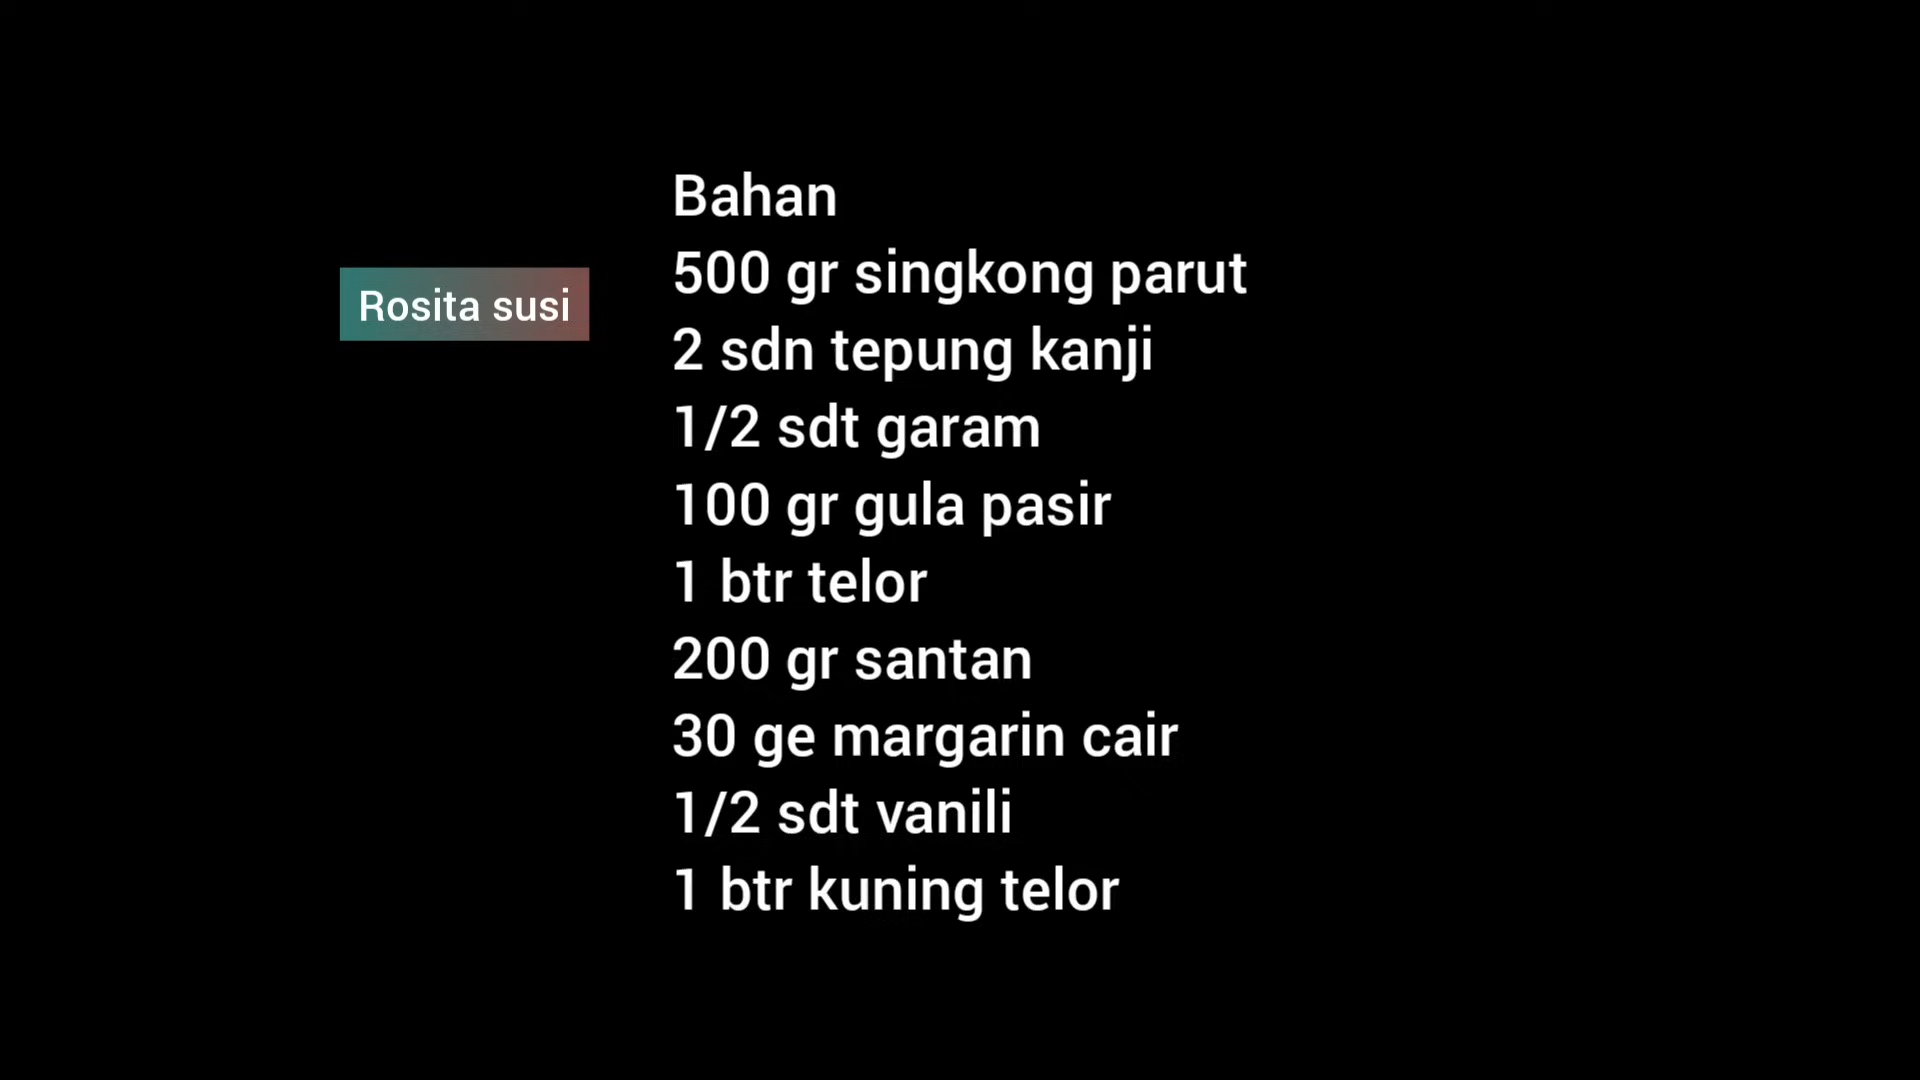 Rosita susi
Bahan
500 gr singkong parut
2 sdn tepung kanji
1/2 sdt garam
100 gr gula pasir
1 btr telor
200 gr santan
30 ge margarin cair
1/2 sdt vanili
1 btr kuning telor